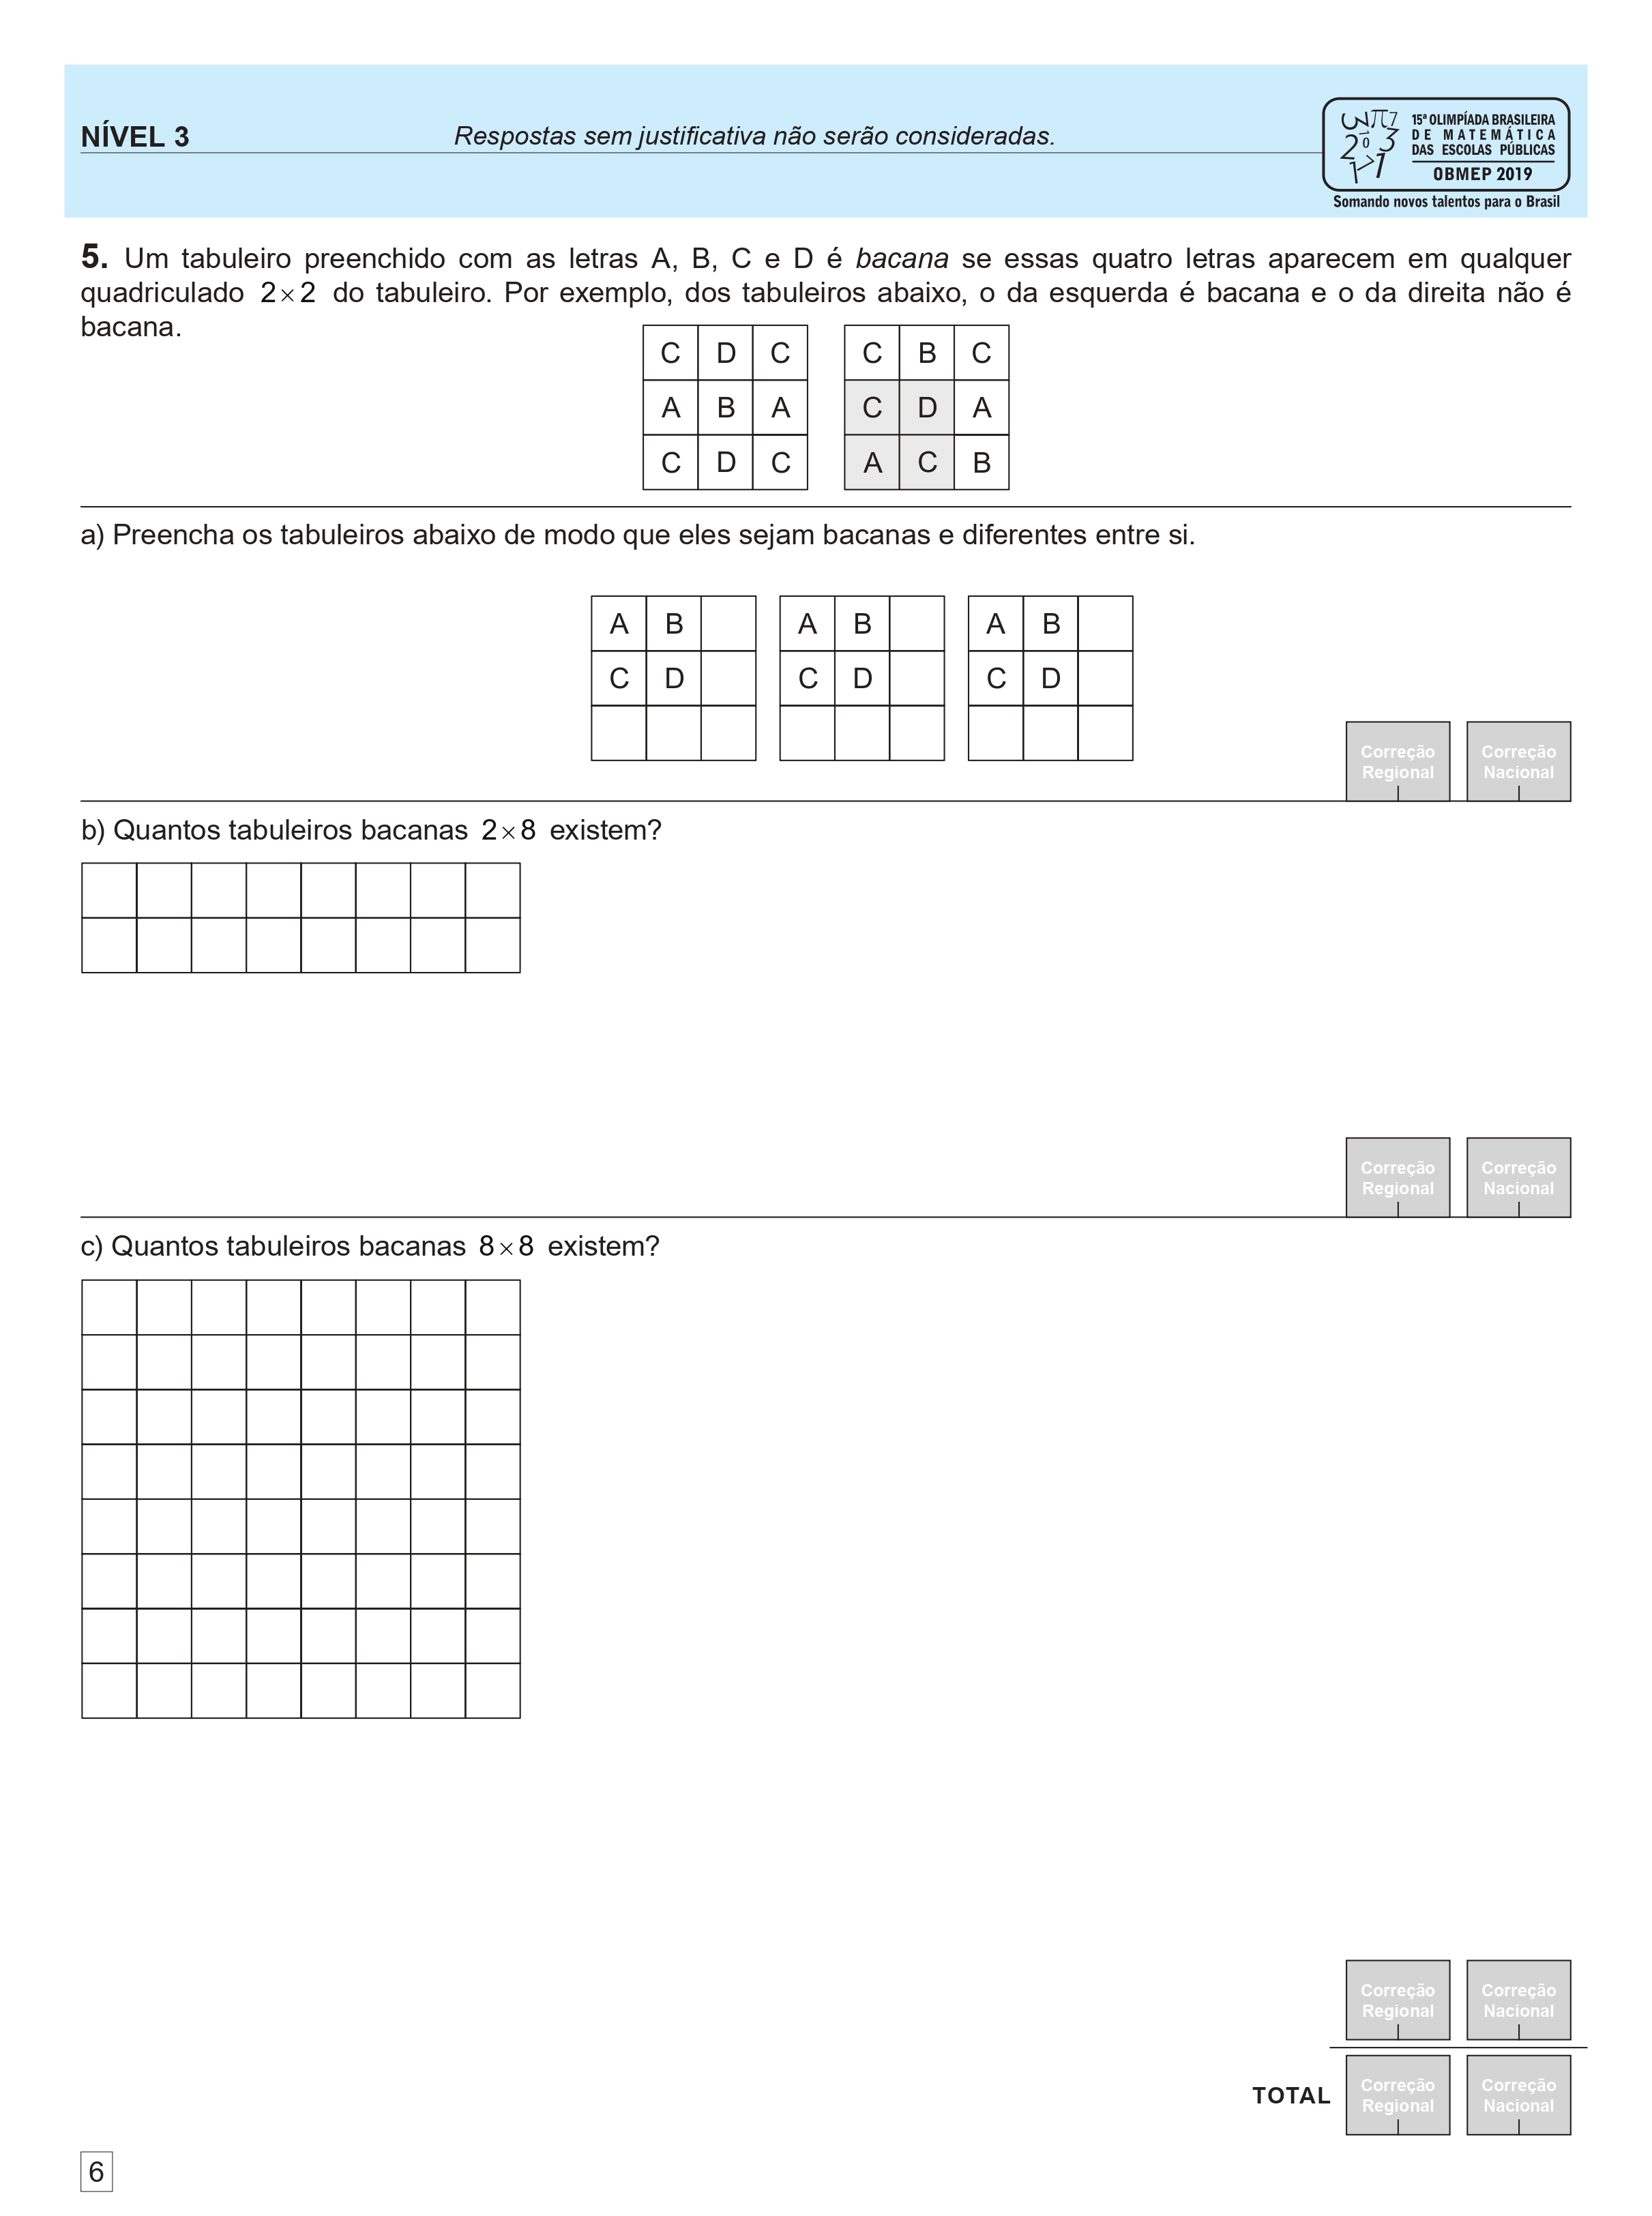 NÍVEL 3
Respostas sem justificativa não serão consideradas.
15ª OLIMPÍADA BRASILEIRA
DE MATEMÁTICA
DAS ESCOLAS PÚBLICAS
OBMEP 2019
Somando novos talentos para o Brasil
5. Um tabuleiro preenchido com as letras A, B, C e D é bacana se essas quatro letras aparecem em qualquer
quadriculado 2×2 do tabuleiro. Por exemplo, dos tabuleiros abaixo, o da esquerda é bacana e o da direita não é
bacana.
C D C C B C
A B A C D A
C D C A C B
a) Preencha os tabuleiros abaixo de modo que eles sejam bacanas e diferentes entre si.
A B A B A B
C D C D C D
Correção Regional Correção Nacional
b) Quantos tabuleiros bacanas 2×8 existem?
Correção Regional Correção Nacional
c) Quantos tabuleiros bacanas 8×8 existem?
Correção Regional Correção Nacional
TOTAL Correção Regional Correção Nacional
6